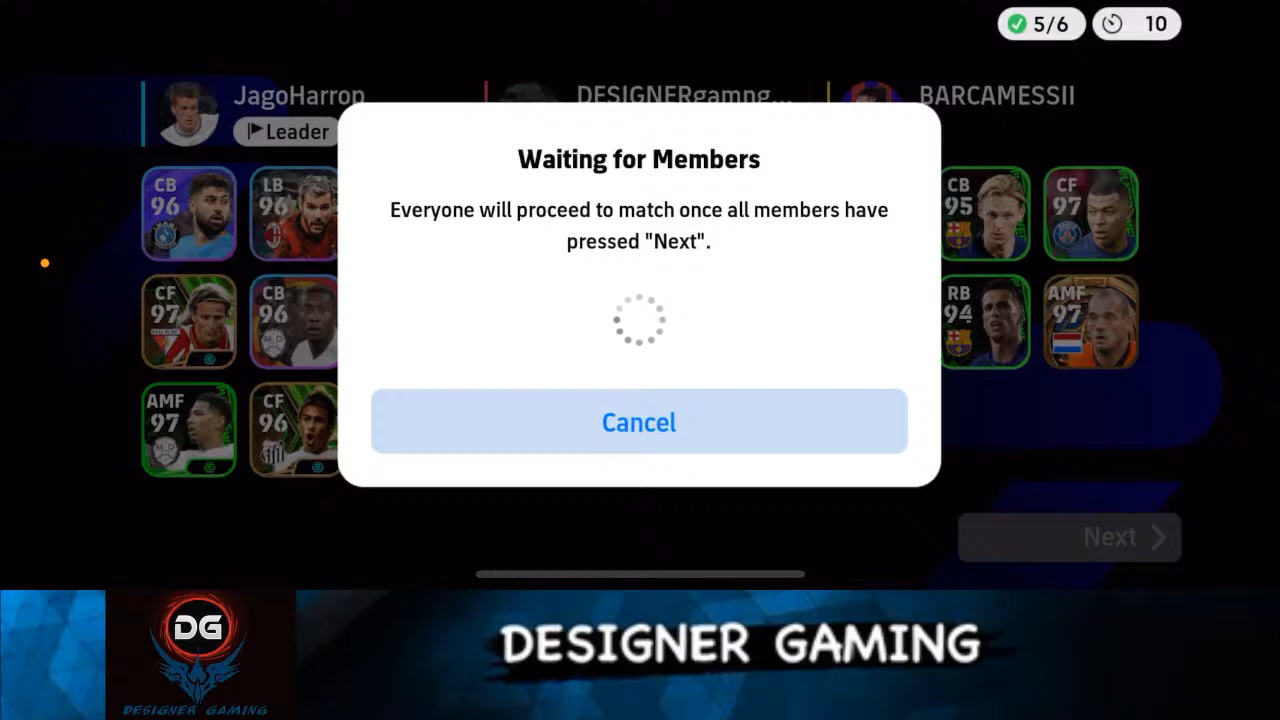 5/6
10
JagoHarrop
DESIGNERgamng...
BARCAMESSII
Leader
Waiting for Members
Everyone will proceed to match once all members have
pressed "Next".
Cancel
CB
96
LB
96
CB
95
CF
97
CF
97
CB
96
RB
94
AMF
97
AMF
97
CF
96
Next
DG
DESIGNER GAMING
DESIGNER GAMING